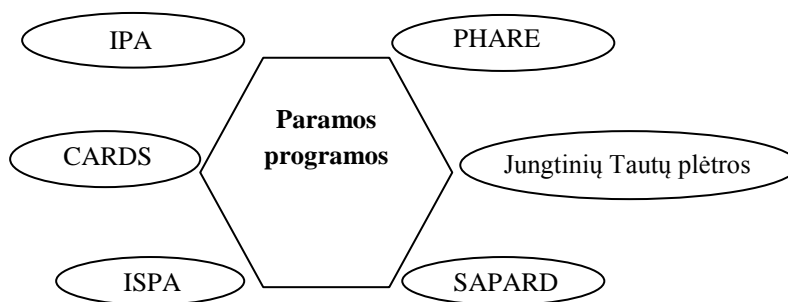 IPA
PHARE
Paramos
programos
CARDS
Jungtinių Tautų plėtros
ISPA
SAPARD